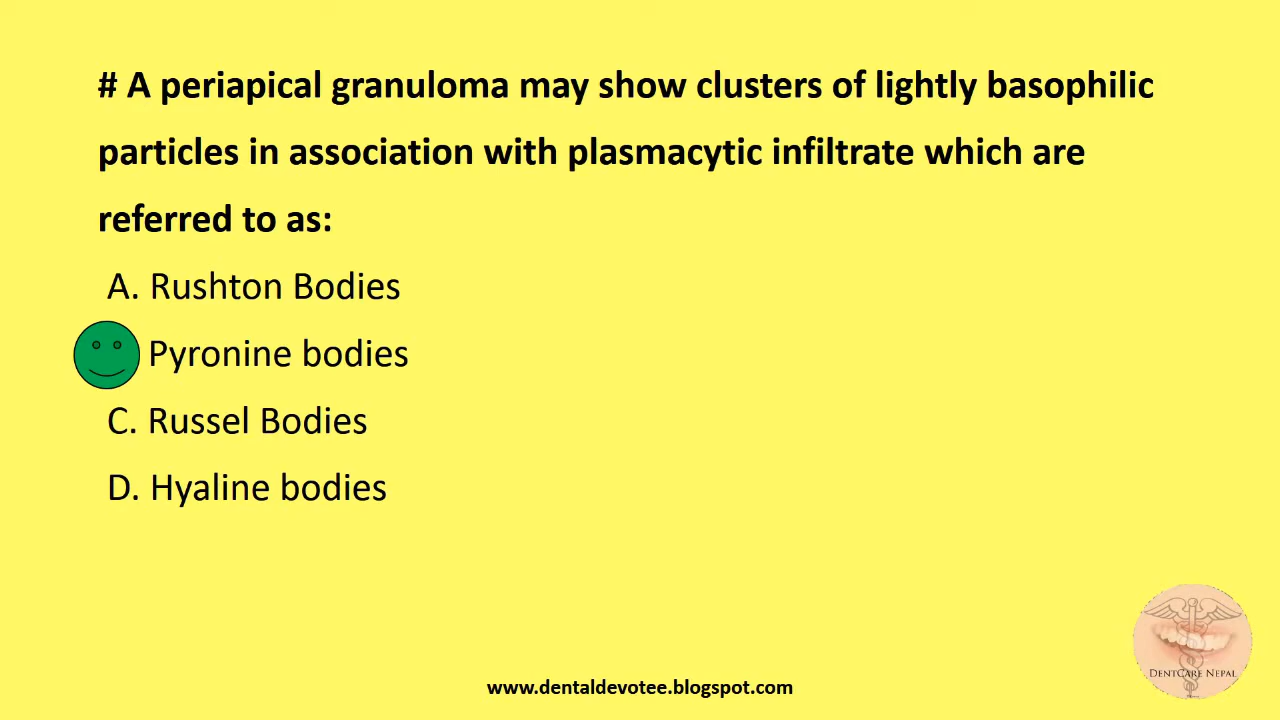 # A periapical granuloma may show clusters of lightly basophilic
particles in association with plasmacytic infiltrate which are
referred to as:
A. Rushton Bodies
Pyronine bodies
C. Russel Bodies
D. Hyaline bodies
DENTCARE NEPAL
www.dentaldevotee.blogspot.com